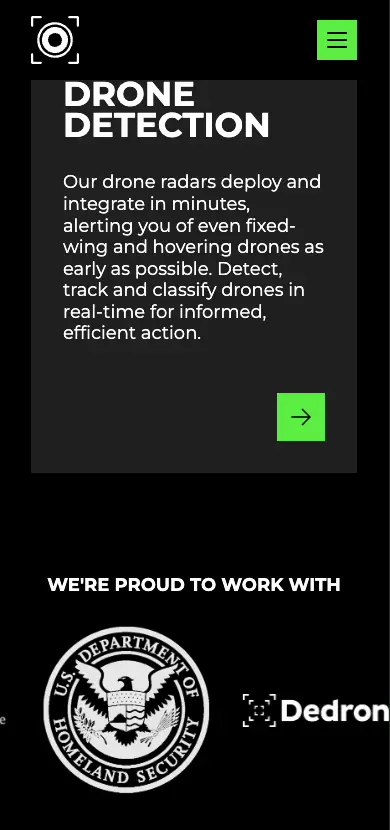 DRONE
DETECTION
Our drone radars deploy and
integrate in minutes,
alerting you of even fixed-
wing and hovering drones as
early as possible. Detect,
track and classify drones in
real-time for informed,
efficient action.
WE'RE PROUD TO WORK WITH
e
U.S. DEPARTMENT OF
HOMELAND SECURITY
Dedron